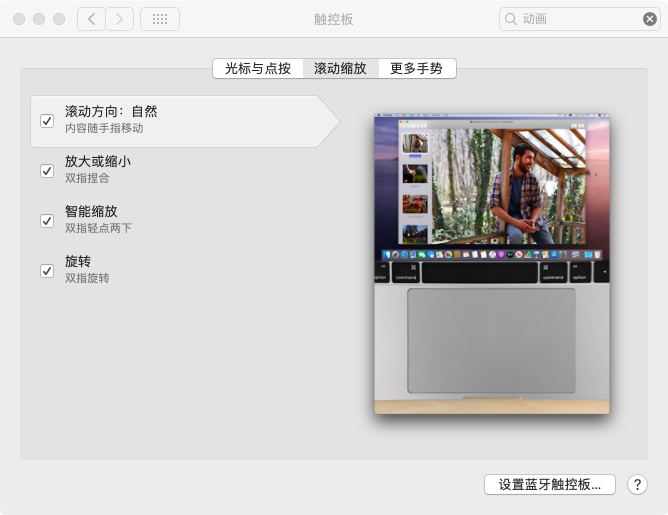 触控板
动画
光标与点按
滚动缩放
更多手势
滚动方向：自然
内容随手指移动
放大或缩小
双指捏合
智能缩放
双指轻点两下
旋转
双指旋转
option
command
command
option
设置蓝牙触控板...
?